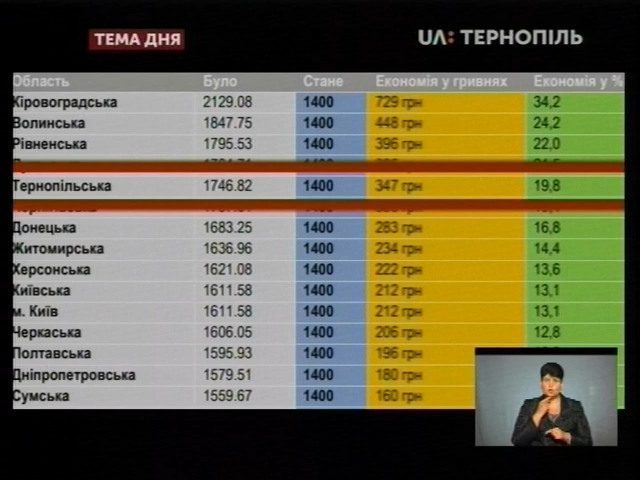 ТЕМА ДНЯ
UA: ТЕРНОПІЛЬ
Область Було Стане Економія у гривнях Економія у %
Кіровоградська 2129.08 1400 729 грн 34,2
Волинська 1847.75 1400 448 грн 24,2
Рівненська 1795.53 1400 396 грн 22,0
Тернопільська 1746.82 1400 347 грн 19,8
Донецька 1683.25 1400 283 грн 16,8
Житомирська 1636.96 1400 234 грн 14,4
Херсонська 1621.08 1400 222 грн 13,6
Київська 1611.58 1400 212 грн 13,1
м. Київ 1611.58 1400 212 грн 13,1
Черкаська 1606.05 1400 206 грн 12,8
Полтавська 1595.93 1400 196 грн
Дніпропетровська 1579.51 1400 180 грн
Сумська 1559.67 1400 160 грн